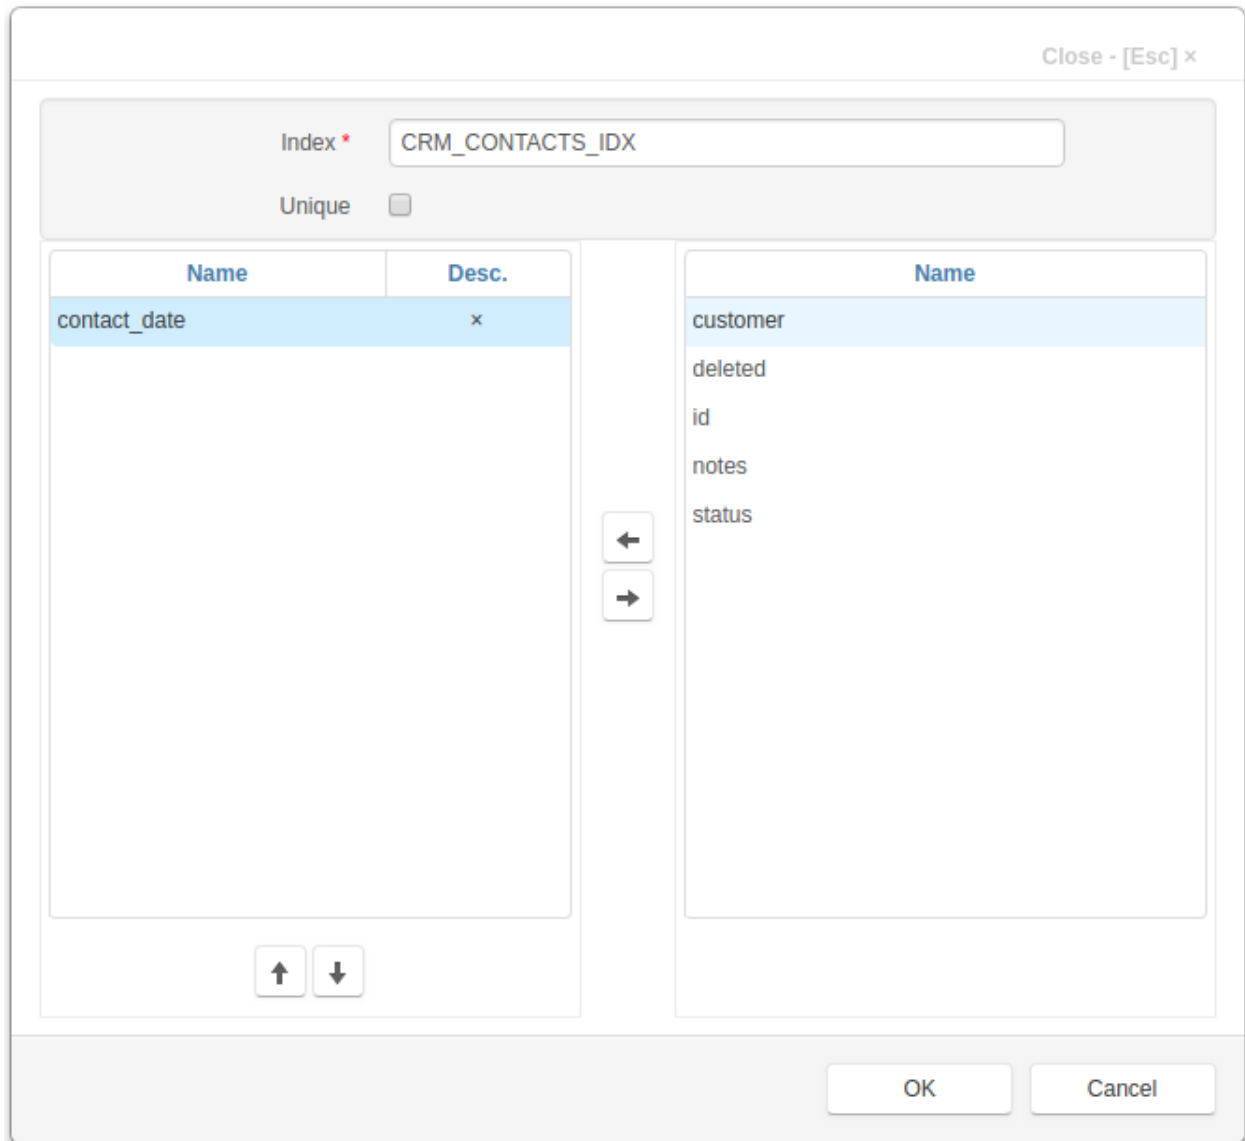 Close - [Esc] ×
Index * CRM_CONTACTS_IDX
Unique
Name Desc. Name
contact_date × customer
deleted
id
notes
status
OK Cancel